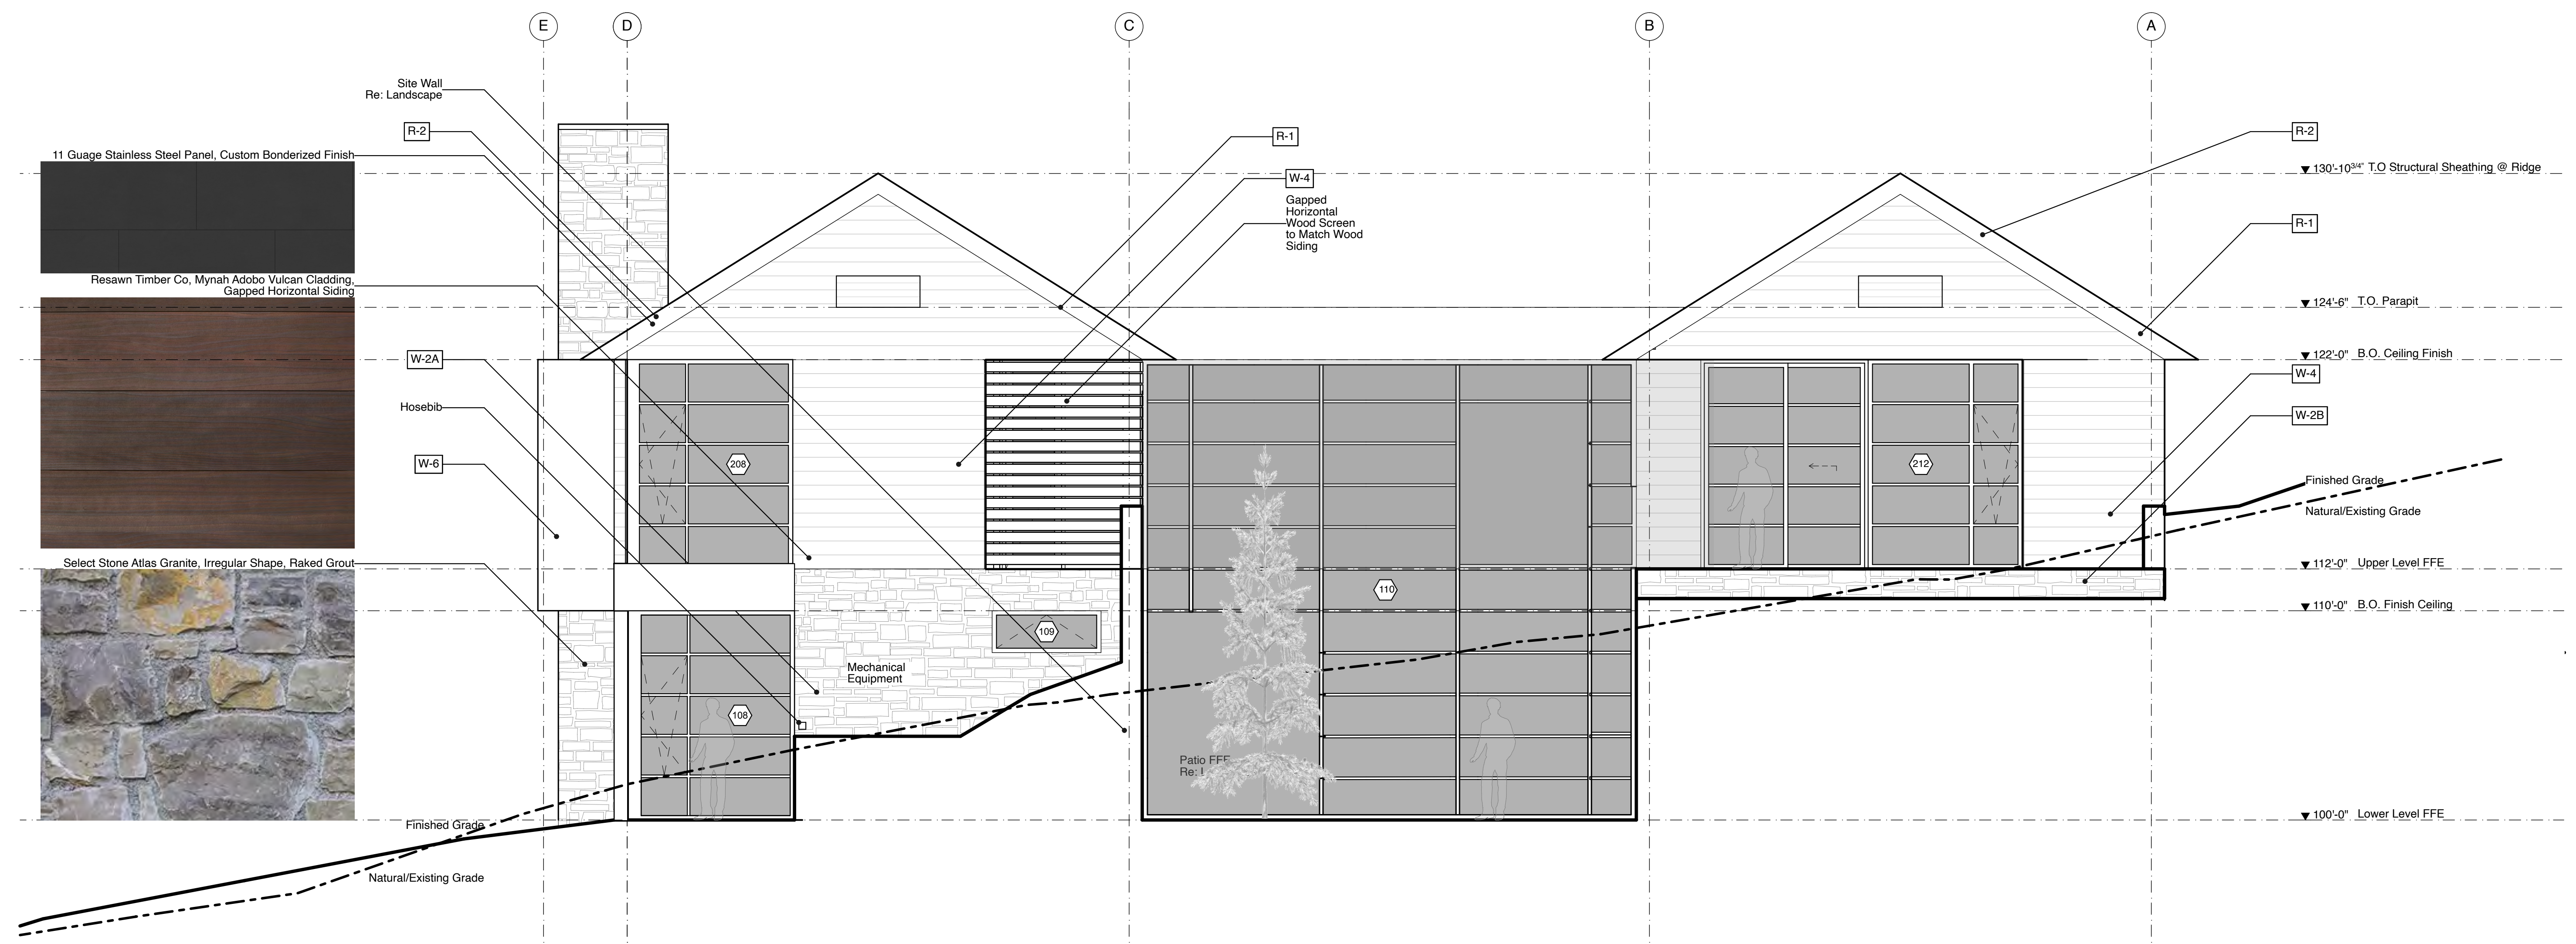 E
D
C
B
A
Site Wall
Re: Landscape
R-2
11 Guage Stainless Steel Panel, Custom Bonderized Finish
Resawn Timber Co, Mynah Adobo Vulcan Cladding,
Gapped Horizontal Siding
W-2A
Hosebib
W-6
Select Stone Atlas Granite, Irregular Shape, Raked Grout
Finished Grade
Natural/Existing Grade
R-1
W-4
Gapped
Horizontal
Wood Screen
to Match Wood
Siding
208
109
Mechanical
Equipment
108
110
Patio FFE
Re:
212
R-2
130'-10 3/4" T.O Structural Sheathing @ Ridge
R-1
124'-6" T.O. Parapit
122'-0" B.O. Ceiling Finish
W-4
W-2B
Finished Grade
Natural/Existing Grade
112'-0" Upper Level FFE
110'-0" B.O. Finish Ceiling
100'-0" Lower Level FFE